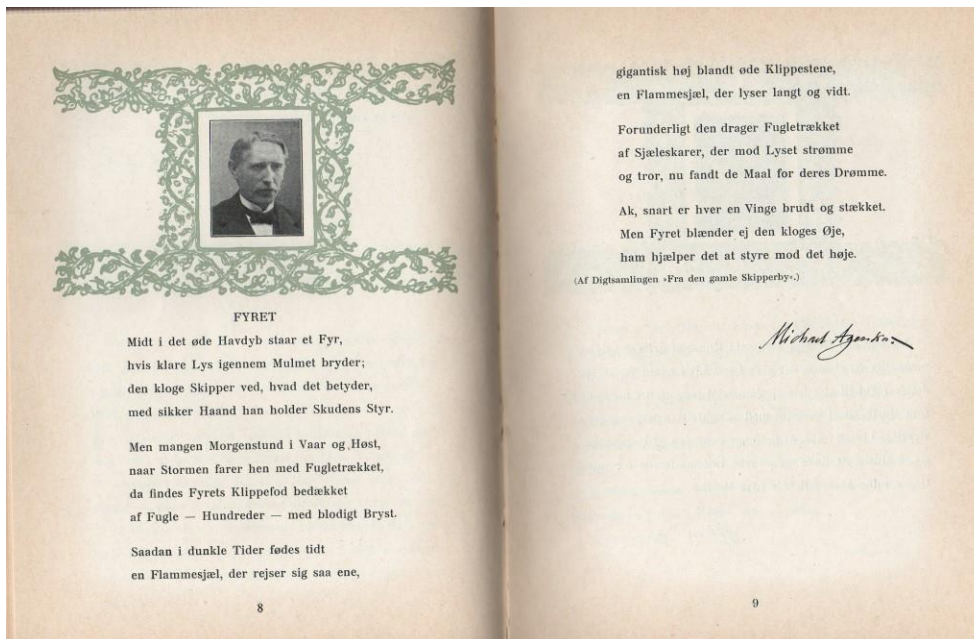 FYRET
Midt i det øde Havdyb staar et Fyr,
hvis klare Lys igennem Mulmet bryder;
den kloge Skipper ved, hvad det betyder,
med sikker Haand han holder Skudens Styr.
Men mangen Morgenstund i Vaar og Høst,
naar Stormen farer hen med Fugletrækket,
da findes Fyrets Klippefod bedækket
af Fugle — Hundreder — med blodigt Bryst.
Saadan i dunkle Tider fødes tidt
en Flammesjæl, der rejser sig saa ene,
8
gigantisk høj blandt øde Klippestene,
en Flammesjæl, der lyser langt og vidt.
Forunderligt den drager Fugletrækket
af Sjæleskarer, der mod Lyset strømme
og tror, nu fandt de Maal for deres Drømme.
Ak, snart er hver en Vinge brudt og stækket.
Men Fyret blænder ej den kloges Øje,
ham hjælper det at styre mod det høje.
(Af Digtsamlingen »Fra den gamle Skipperby«.)
Michael
9